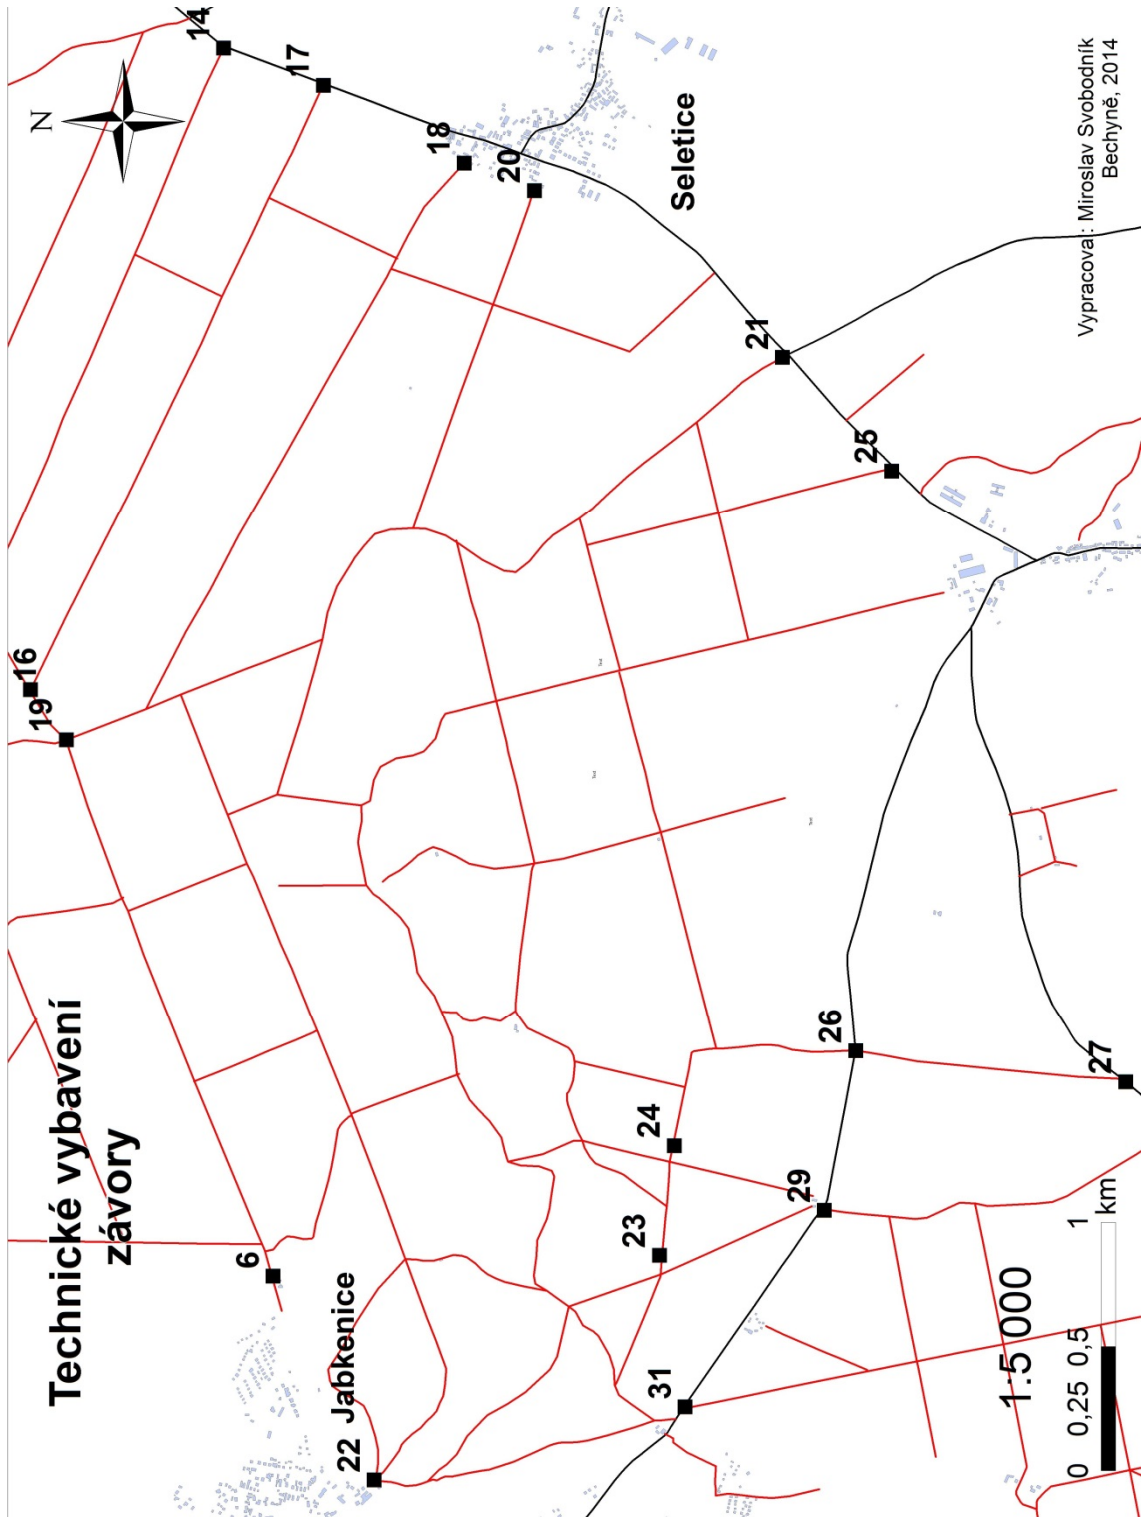 Technické vybavení
závory
N
14
17
18
20
Seletice
16
19
21
25
6
22
Jabkenice
23
24
26
27
29
31
1:5 000
0 0,25 0,5 1
km
Vypracoval: Miroslav Svobodník
Bechyně, 2014